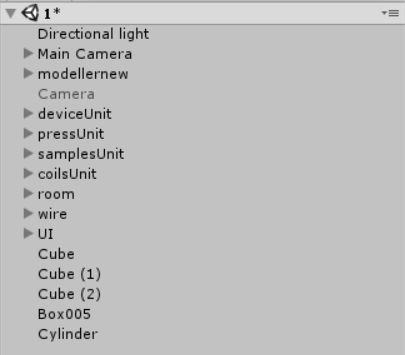 1*
Directional light
Main Camera
modellernew
Camera
deviceUnit
pressUnit
samplesUnit
coilsUnit
room
wire
UI
Cube
Cube (1)
Cube (2)
Box005
Cylinder